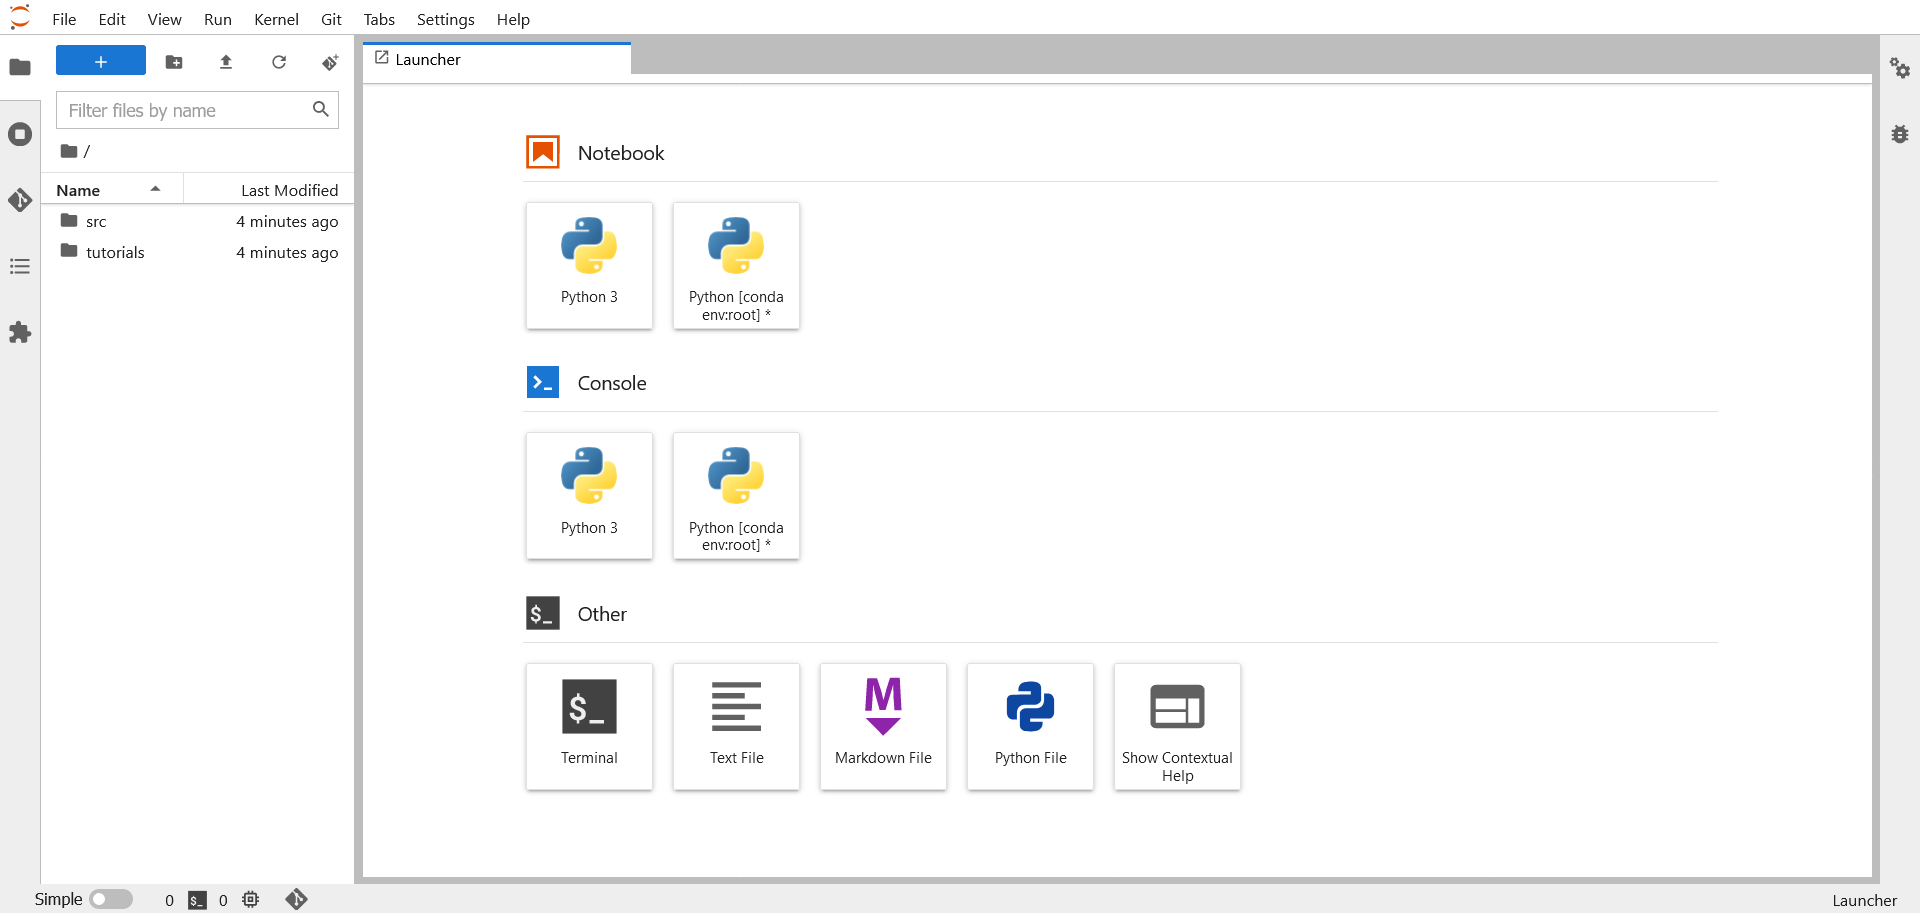 File Edit View Run Kernel Git Tabs Settings Help
+
Filter files by name
/
Name Last Modified
src 4 minutes ago
tutorials 4 minutes ago
Launcher
Notebook
Python 3
Python [conda
env:root] *
Console
Python 3
Python [conda
env:root] *
$_ Other
$_
Terminal
Text File
M
Markdown File
Python File
Show Contextual
Help
Simple 0 $_ 0 Launcher